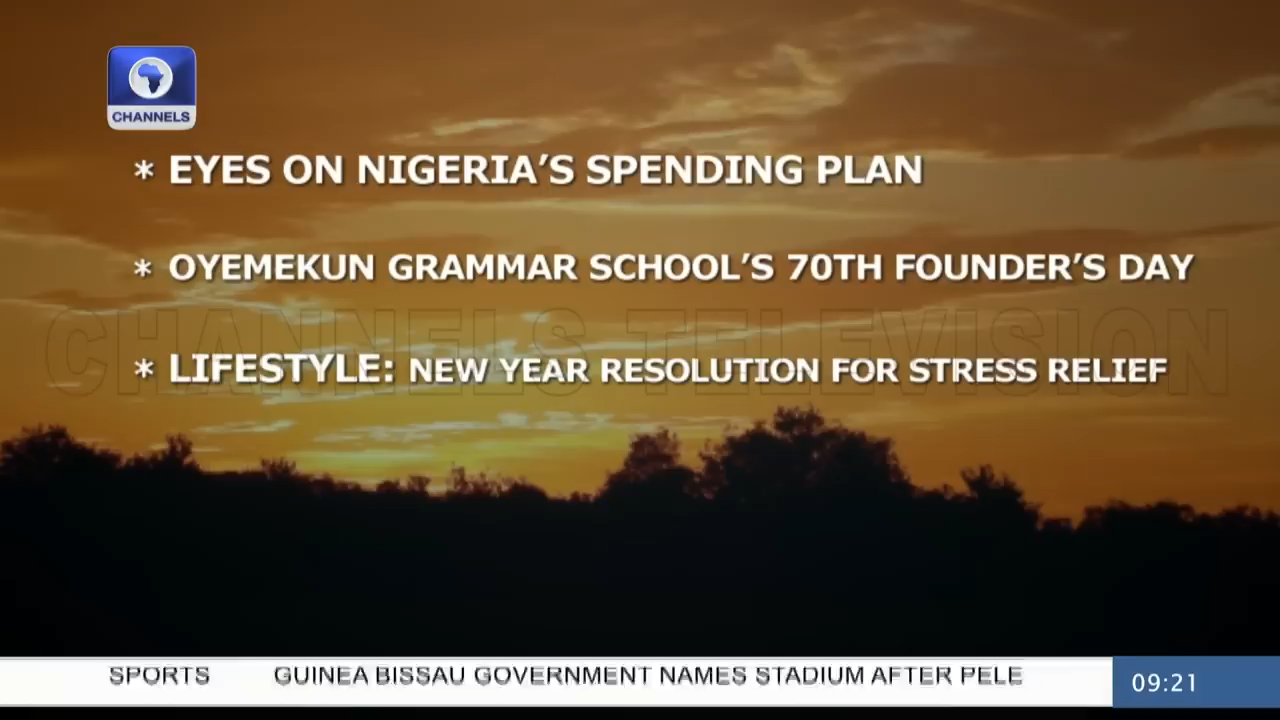 CHANNELS
* EYES ON NIGERIA'S SPENDING PLAN
* OYEMEKUN GRAMMAR SCHOOL'S 70TH FOUNDER'S DAY
CHANNELS TELEVISION
* LIFESTYLE: NEW YEAR RESOLUTION FOR STRESS RELIEF
SPORTS GUINEA BISSAU GOVERNMENT NAMES STADIUM AFTER PELE
09:21